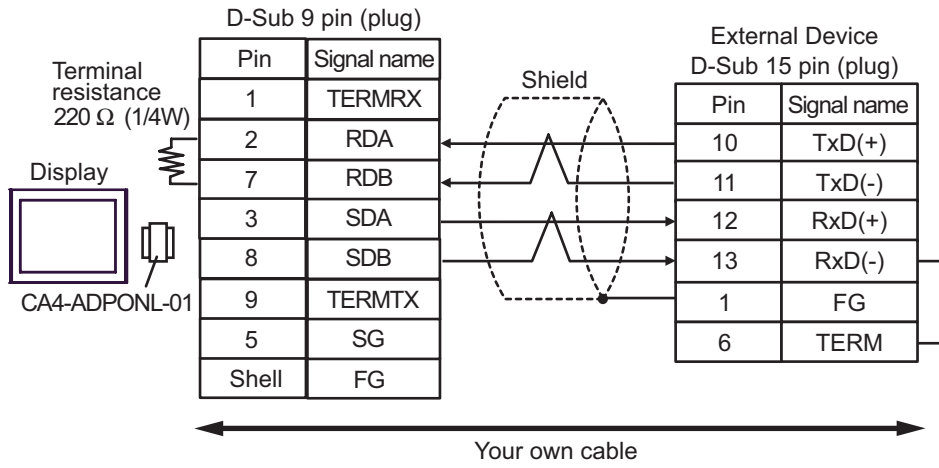 D-Sub 9 pin (plug)
Pin Signal name
1 TERMRX
2 RDA
7 RDB
3 SDA
8 SDB
9 TERMTX
5 SG
Shell FG
Terminal
resistance
220 Ω (1/4W)
Display
CA4-ADPONL-01
Shield
External Device
D-Sub 15 pin (plug)
Pin Signal name
10 TxD(+)
11 TxD(-)
12 RxD(+)
13 RxD(-)
1 FG
6 TERM
Your own cable